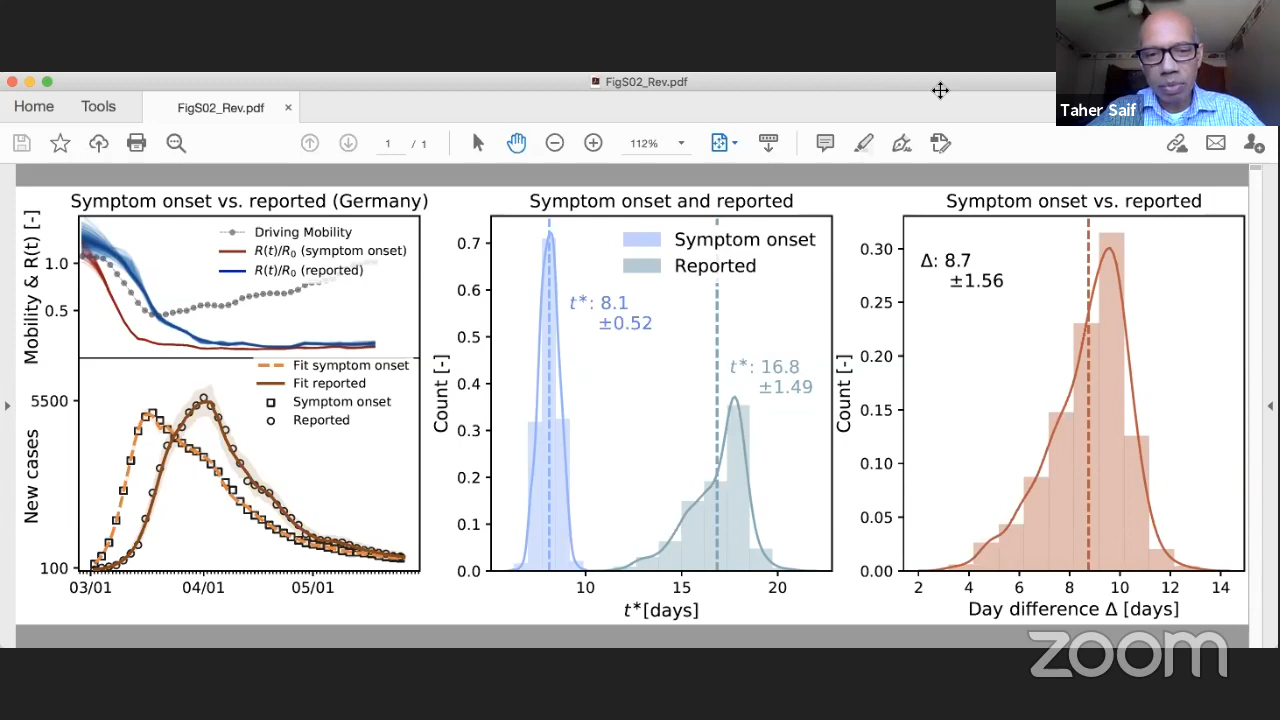 FigS02_Rev.pdf
Taher Saif
Home Tools FigS02_Rev.pdf ×
1 / 1 112%
Symptom onset vs. reported (Germany)
Mobility & R(t) [-]
1.0
0.5
Driving Mobility
R(t)/R₀ (symptom onset)
R(t)/R₀ (reported)
New cases
5500
100
Fit symptom onset
Fit reported
Symptom onset
Reported
03/01 04/01 05/01
Symptom onset and reported
Count [-]
0.7
0.6
0.5
0.4
0.3
0.2
0.1
0.0
Symptom onset
Reported
t*: 8.1
±0.52
t*: 16.8
±1.49
10 15 20
t*[days]
Symptom onset vs. reported
Count [-]
0.30
0.25
0.20
0.15
0.10
0.05
0.00
Δ: 8.7
±1.56
2 4 6 8 10 12 14
Day difference Δ [days]
zoom